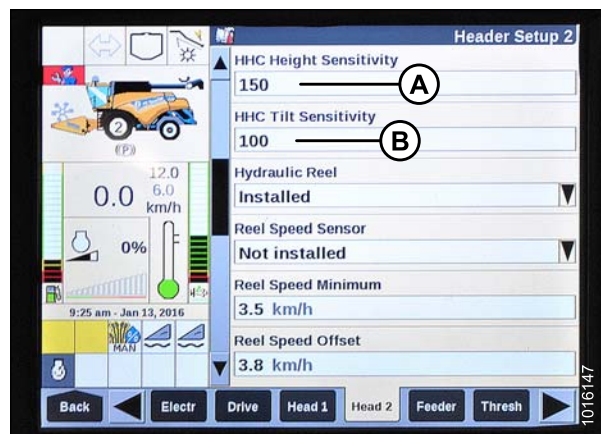 Header Setup 2
HHC Height Sensitivity
150
A
HHC Tilt Sensitivity
100
B
Hydraulic Reel
Installed
Reel Speed Sensor
Not installed
Reel Speed Minimum
3.5 km/h
Reel Speed Offset
3.8 km/h
2
(P)
12.0
0.0 6.0
km/h
0%
9:25 am - Jan 13, 2016
MAN
Back Electr Drive Head 1 Head 2 Feeder Thresh
1016147